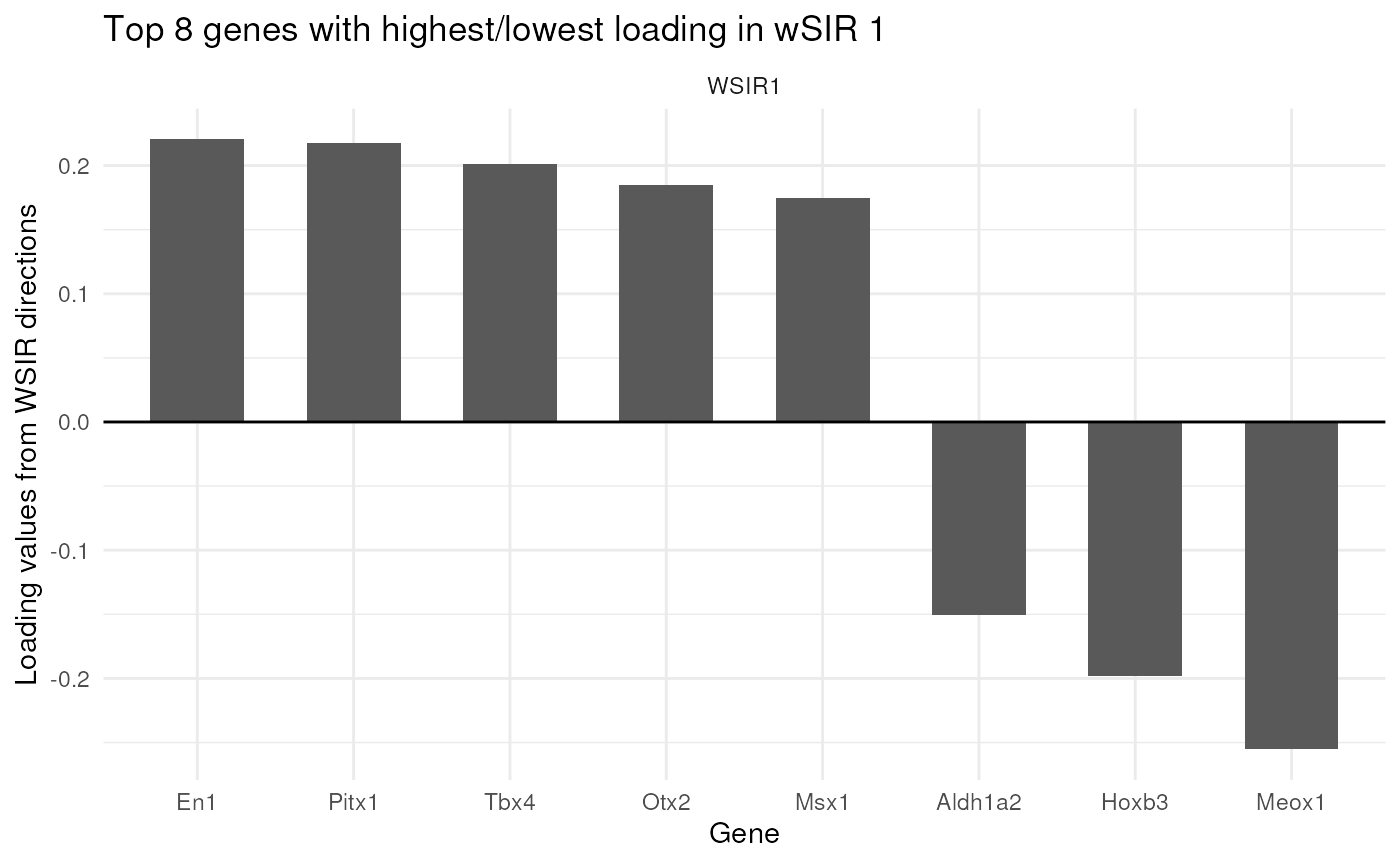 Top 8 genes with highest/lowest loading in wSIR 1
WSIR1
Loading values from WSIR directions
0.2
0.1
0.0
-0.1
-0.2
En1 Pitx1 Tbx4 Otx2 Msx1 Aldh1a2 Hoxb3 Meox1
Gene